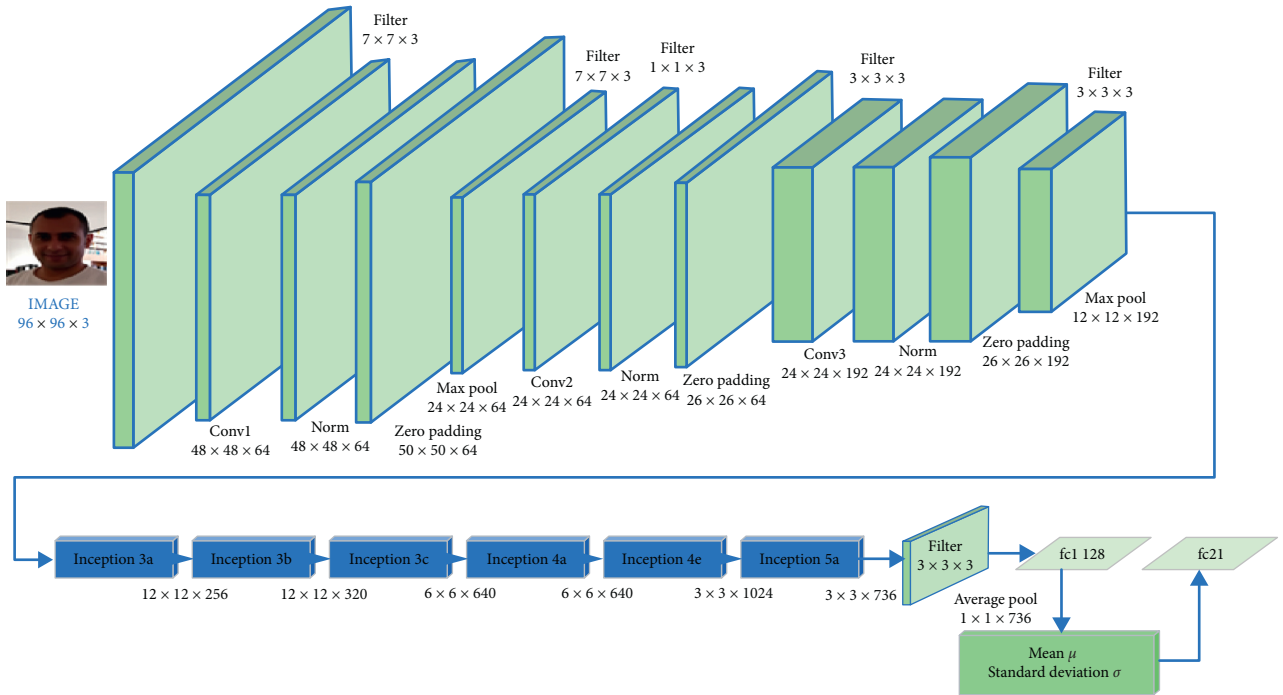 Filter
7 × 7 × 3
Filter
7 × 7 × 3
Filter
1 × 1 × 3
Filter
3 × 3 × 3
Filter
3 × 3 × 3
IMAGE
96 × 96 × 3
Conv1
48 × 48 × 64
Norm
48 × 48 × 64
Zero padding
50 × 50 × 64
Max pool
24 × 24 × 64
Conv2
24 × 24 × 64
Norm
24 × 24 × 64
Zero padding
26 × 26 × 64
Conv3
24 × 24 × 192
Norm
24 × 24 × 192
Zero padding
26 × 26 × 192
Max pool
12 × 12 × 192
Inception 3a
12 × 12 × 256
Inception 3b
12 × 12 × 320
Inception 3c
6 × 6 × 640
Inception 4a
6 × 6 × 640
Inception 4e
3 × 3 × 1024
Inception 5a
3 × 3 × 736
Filter
3 × 3 × 3
Average pool
1 × 1 × 736
fc1 128
fc21
Mean μ
Standard deviation σ